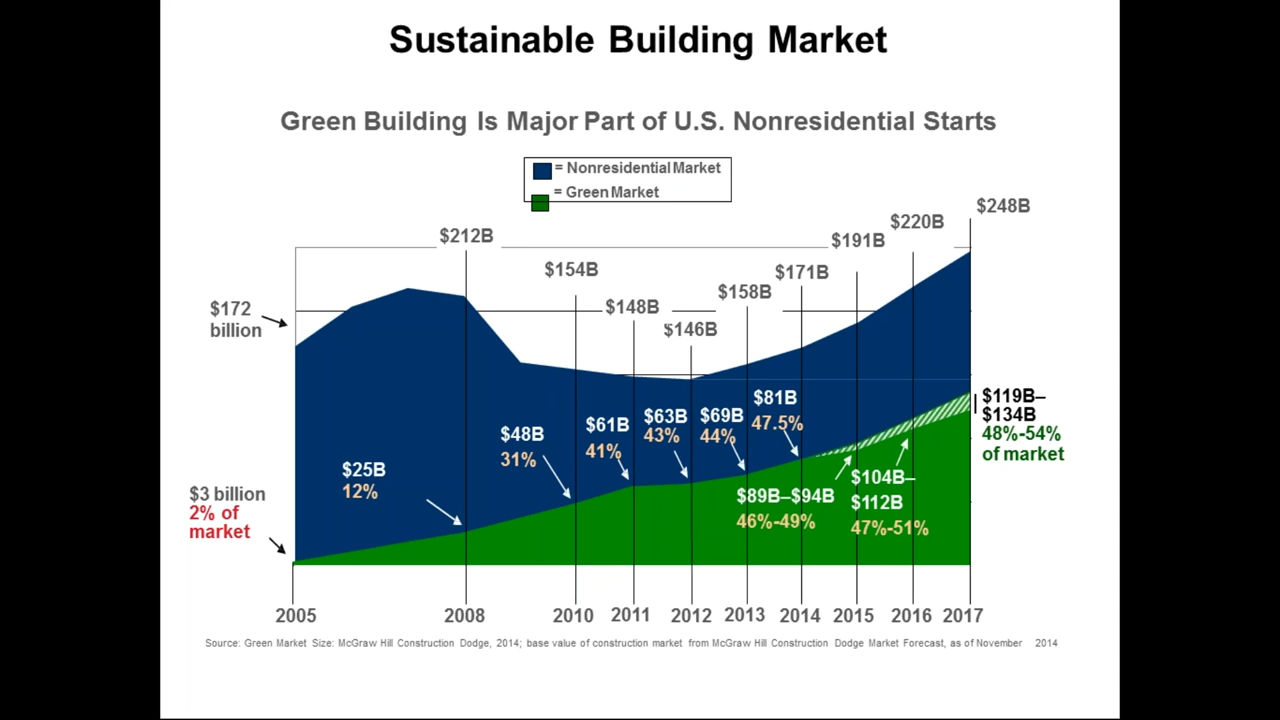 Sustainable Building Market
Green Building Is Major Part of U.S. Nonresidential Starts
= Nonresidential Market
= Green Market
$248B
$220B
$212B
$191B
$154B
$171B
$158B
$148B
$146B
$172
billion
$119B–
$134B
48%-54%
of market
$81B
47.5%
$69B
44%
$63B
43%
$61B
41%
$48B
31%
$25B
12%
$3 billion
2% of
market
$89B–$94B
46%-49%
$104B–
$112B
47%-51%
2005 2008 2010 2011 2012 2013 2014 2015 2016 2017
Source: Green Market Size: McGraw Hill Construction Dodge, 2014; base value of construction market from McGraw Hill Construction Dodge Market Forecast, as of November 2014